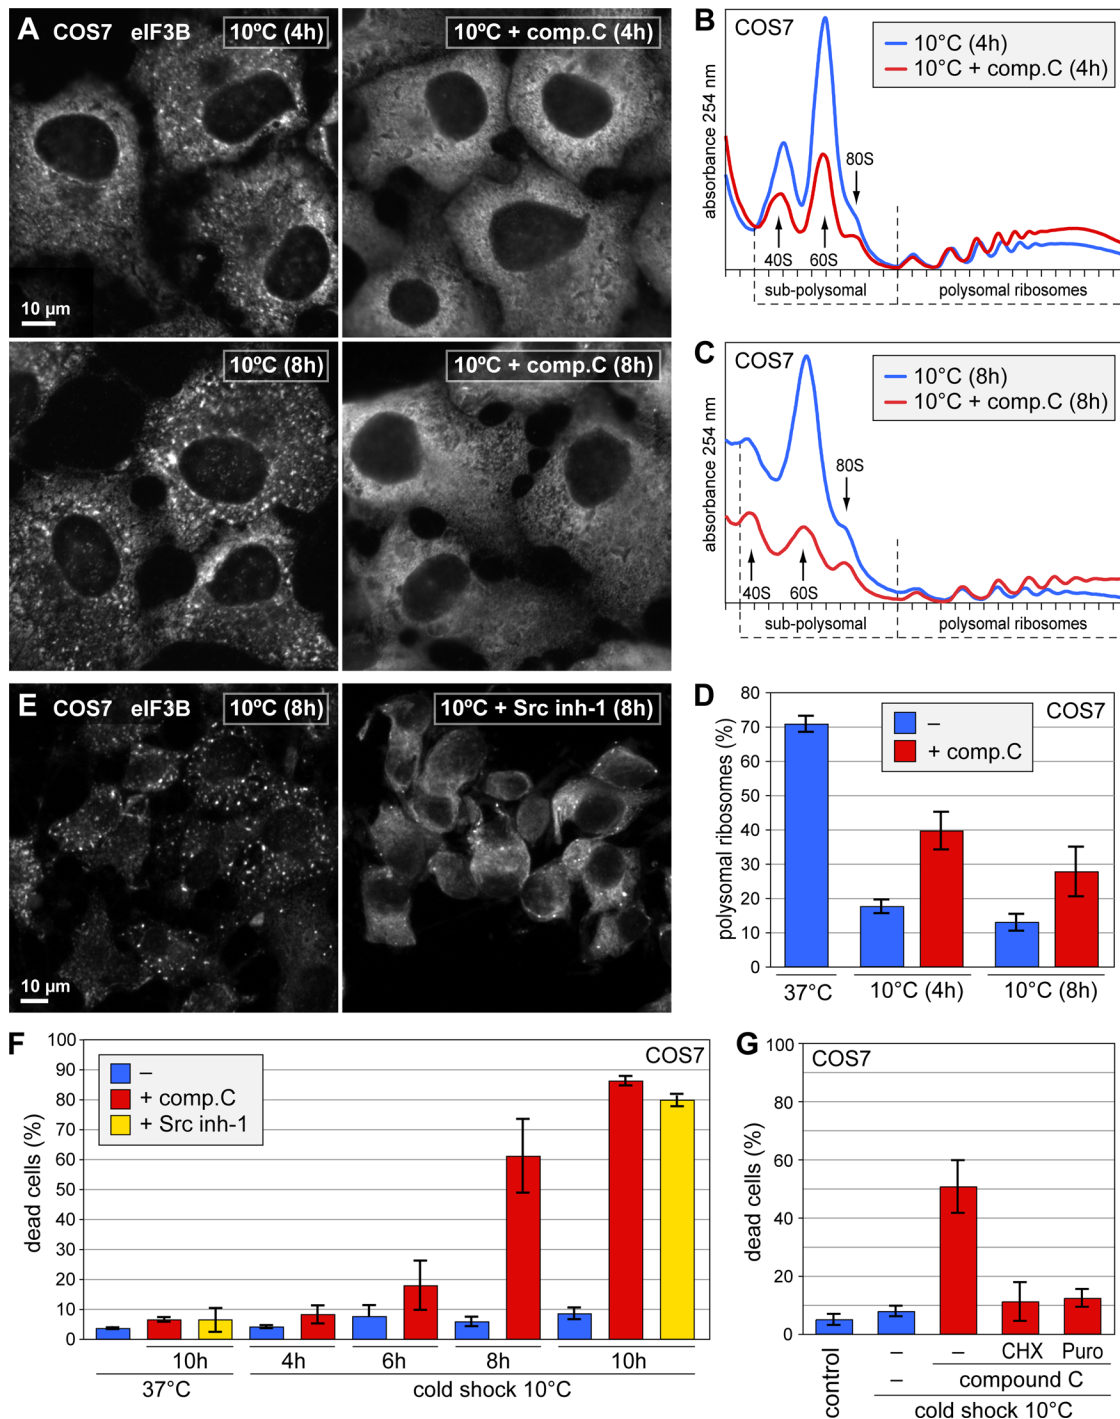 A COS7 eIF3B 10ºC (4h)
10ºC + comp.C (4h)
10 µm
10ºC (8h)
10ºC + comp.C (8h)
B COS7
10°C (4h)
10°C + comp.C (4h)
absorbance 254 nm
80S
40S 60S
sub-polysomal polysomal ribosomes
C COS7
10°C (8h)
10°C + comp.C (8h)
absorbance 254 nm
80S
40S 60S
sub-polysomal polysomal ribosomes
D COS7
–
+ comp.C
polysomal ribosomes (%)
80
70
60
50
40
30
20
10
0
37°C 10°C (4h) 10°C (8h)
E COS7 eIF3B 10ºC (8h)
10ºC + Src inh-1 (8h)
10 µm
F COS7
–
+ comp.C
+ Src inh-1
dead cells (%)
100
90
80
70
60
50
40
30
20
10
0
10h 4h 6h 8h 10h
37°C cold shock 10°C
G COS7
dead cells (%)
100
80
60
40
20
0
control – – CHX Puro
– compound C
cold shock 10°C